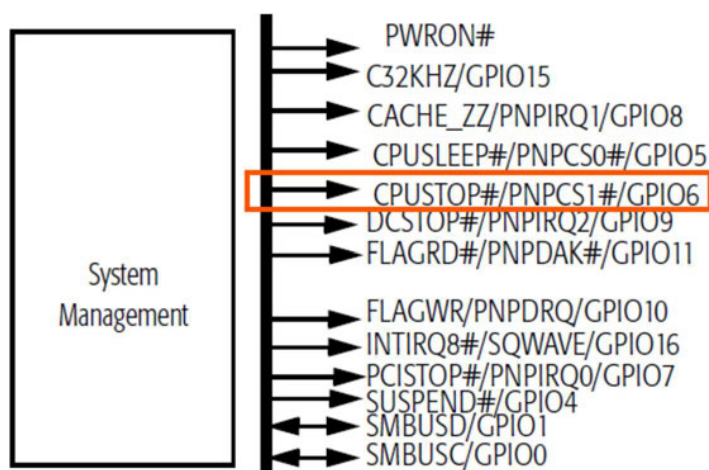 PWRON#
C32KHZ/GPIO15
CACHE_ZZ/PNPIRQ1/GPIO8
CPUSLEEP#/PNPCS0#/GPIO5
CPUSTOP#/PNPCS1#/GPIO6
DCSTOP#/PNPIRQ2/GPIO9
FLAGRD#/PNPDAK#/GPIO11
System
Management
FLAGWR/PNPDRQ/GPIO10
INTIRQ8#/SQWAVE/GPIO16
PCISTOP#/PNPIRQ0/GPIO7
SUSPEND#/GPIO4
SMBUSD/GPIO1
SMBUSC/GPIO0